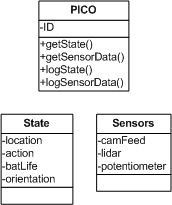 PICO
-ID
+getState()
+getSensorData()
+logState()
+logSensorData()
State
-location
-action
-batLife
-orientation
Sensors
-camFeed
-lidar
-potentiometer